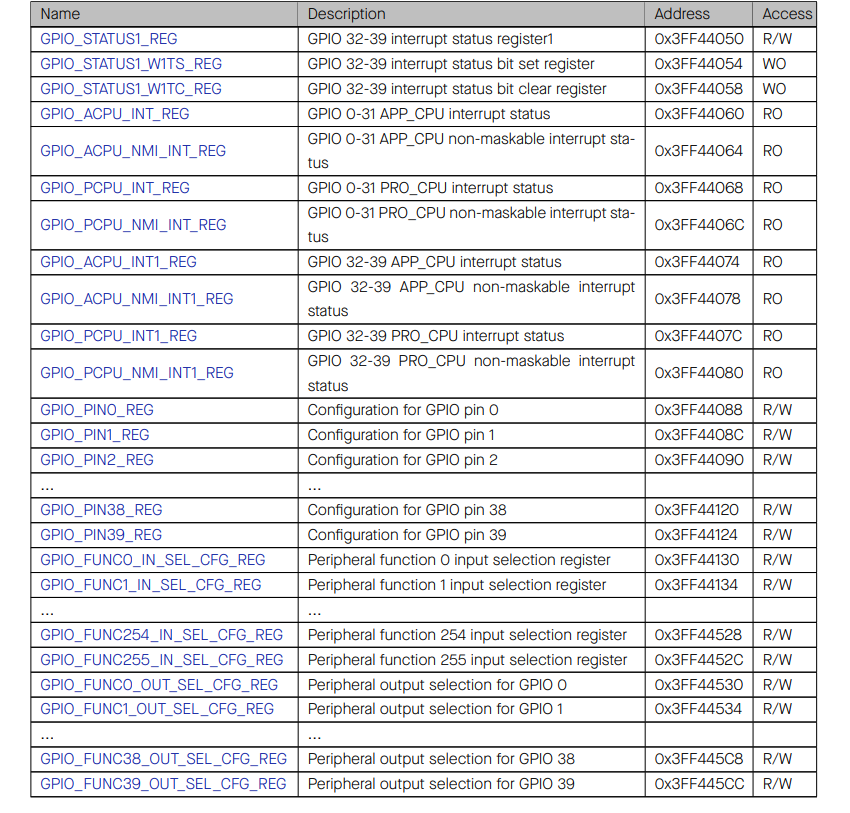 Name Description Address Access
GPIO_STATUS1_REG GPIO 32-39 interrupt status register1 0x3FF44050 R/W
GPIO_STATUS1_W1TS_REG GPIO 32-39 interrupt status bit set register 0x3FF44054 WO
GPIO_STATUS1_W1TC_REG GPIO 32-39 interrupt status bit clear register 0x3FF44058 WO
GPIO_ACPU_INT_REG GPIO 0-31 APP_CPU interrupt status 0x3FF44060 RO
GPIO_ACPU_NMI_INT_REG GPIO 0-31 APP_CPU non-maskable interrupt sta-
tus 0x3FF44064 RO
GPIO_PCPU_INT_REG GPIO 0-31 PRO_CPU interrupt status 0x3FF44068 RO
GPIO_PCPU_NMI_INT_REG GPIO 0-31 PRO_CPU non-maskable interrupt sta-
tus 0x3FF4406C RO
GPIO_ACPU_INT1_REG GPIO 32-39 APP_CPU interrupt status 0x3FF44074 RO
GPIO_ACPU_NMI_INT1_REG GPIO 32-39 APP_CPU non-maskable interrupt
status 0x3FF44078 RO
GPIO_PCPU_INT1_REG GPIO 32-39 PRO_CPU interrupt status 0x3FF4407C RO
GPIO_PCPU_NMI_INT1_REG GPIO 32-39 PRO_CPU non-maskable interrupt
status 0x3FF44080 RO
GPIO_PIN0_REG Configuration for GPIO pin 0 0x3FF44088 R/W
GPIO_PIN1_REG Configuration for GPIO pin 1 0x3FF4408C R/W
GPIO_PIN2_REG Configuration for GPIO pin 2 0x3FF44090 R/W
... ...
GPIO_PIN38_REG Configuration for GPIO pin 38 0x3FF44120 R/W
GPIO_PIN39_REG Configuration for GPIO pin 39 0x3FF44124 R/W
GPIO_FUNC0_IN_SEL_CFG_REG Peripheral function 0 input selection register 0x3FF44130 R/W
GPIO_FUNC1_IN_SEL_CFG_REG Peripheral function 1 input selection register 0x3FF44134 R/W
... ...
GPIO_FUNC254_IN_SEL_CFG_REG Peripheral function 254 input selection register 0x3FF44528 R/W
GPIO_FUNC255_IN_SEL_CFG_REG Peripheral function 255 input selection register 0x3FF4452C R/W
GPIO_FUNC0_OUT_SEL_CFG_REG Peripheral output selection for GPIO 0 0x3FF44530 R/W
GPIO_FUNC1_OUT_SEL_CFG_REG Peripheral output selection for GPIO 1 0x3FF44534 R/W
... ...
GPIO_FUNC38_OUT_SEL_CFG_REG Peripheral output selection for GPIO 38 0x3FF445C8 R/W
GPIO_FUNC39_OUT_SEL_CFG_REG Peripheral output selection for GPIO 39 0x3FF445CC R/W